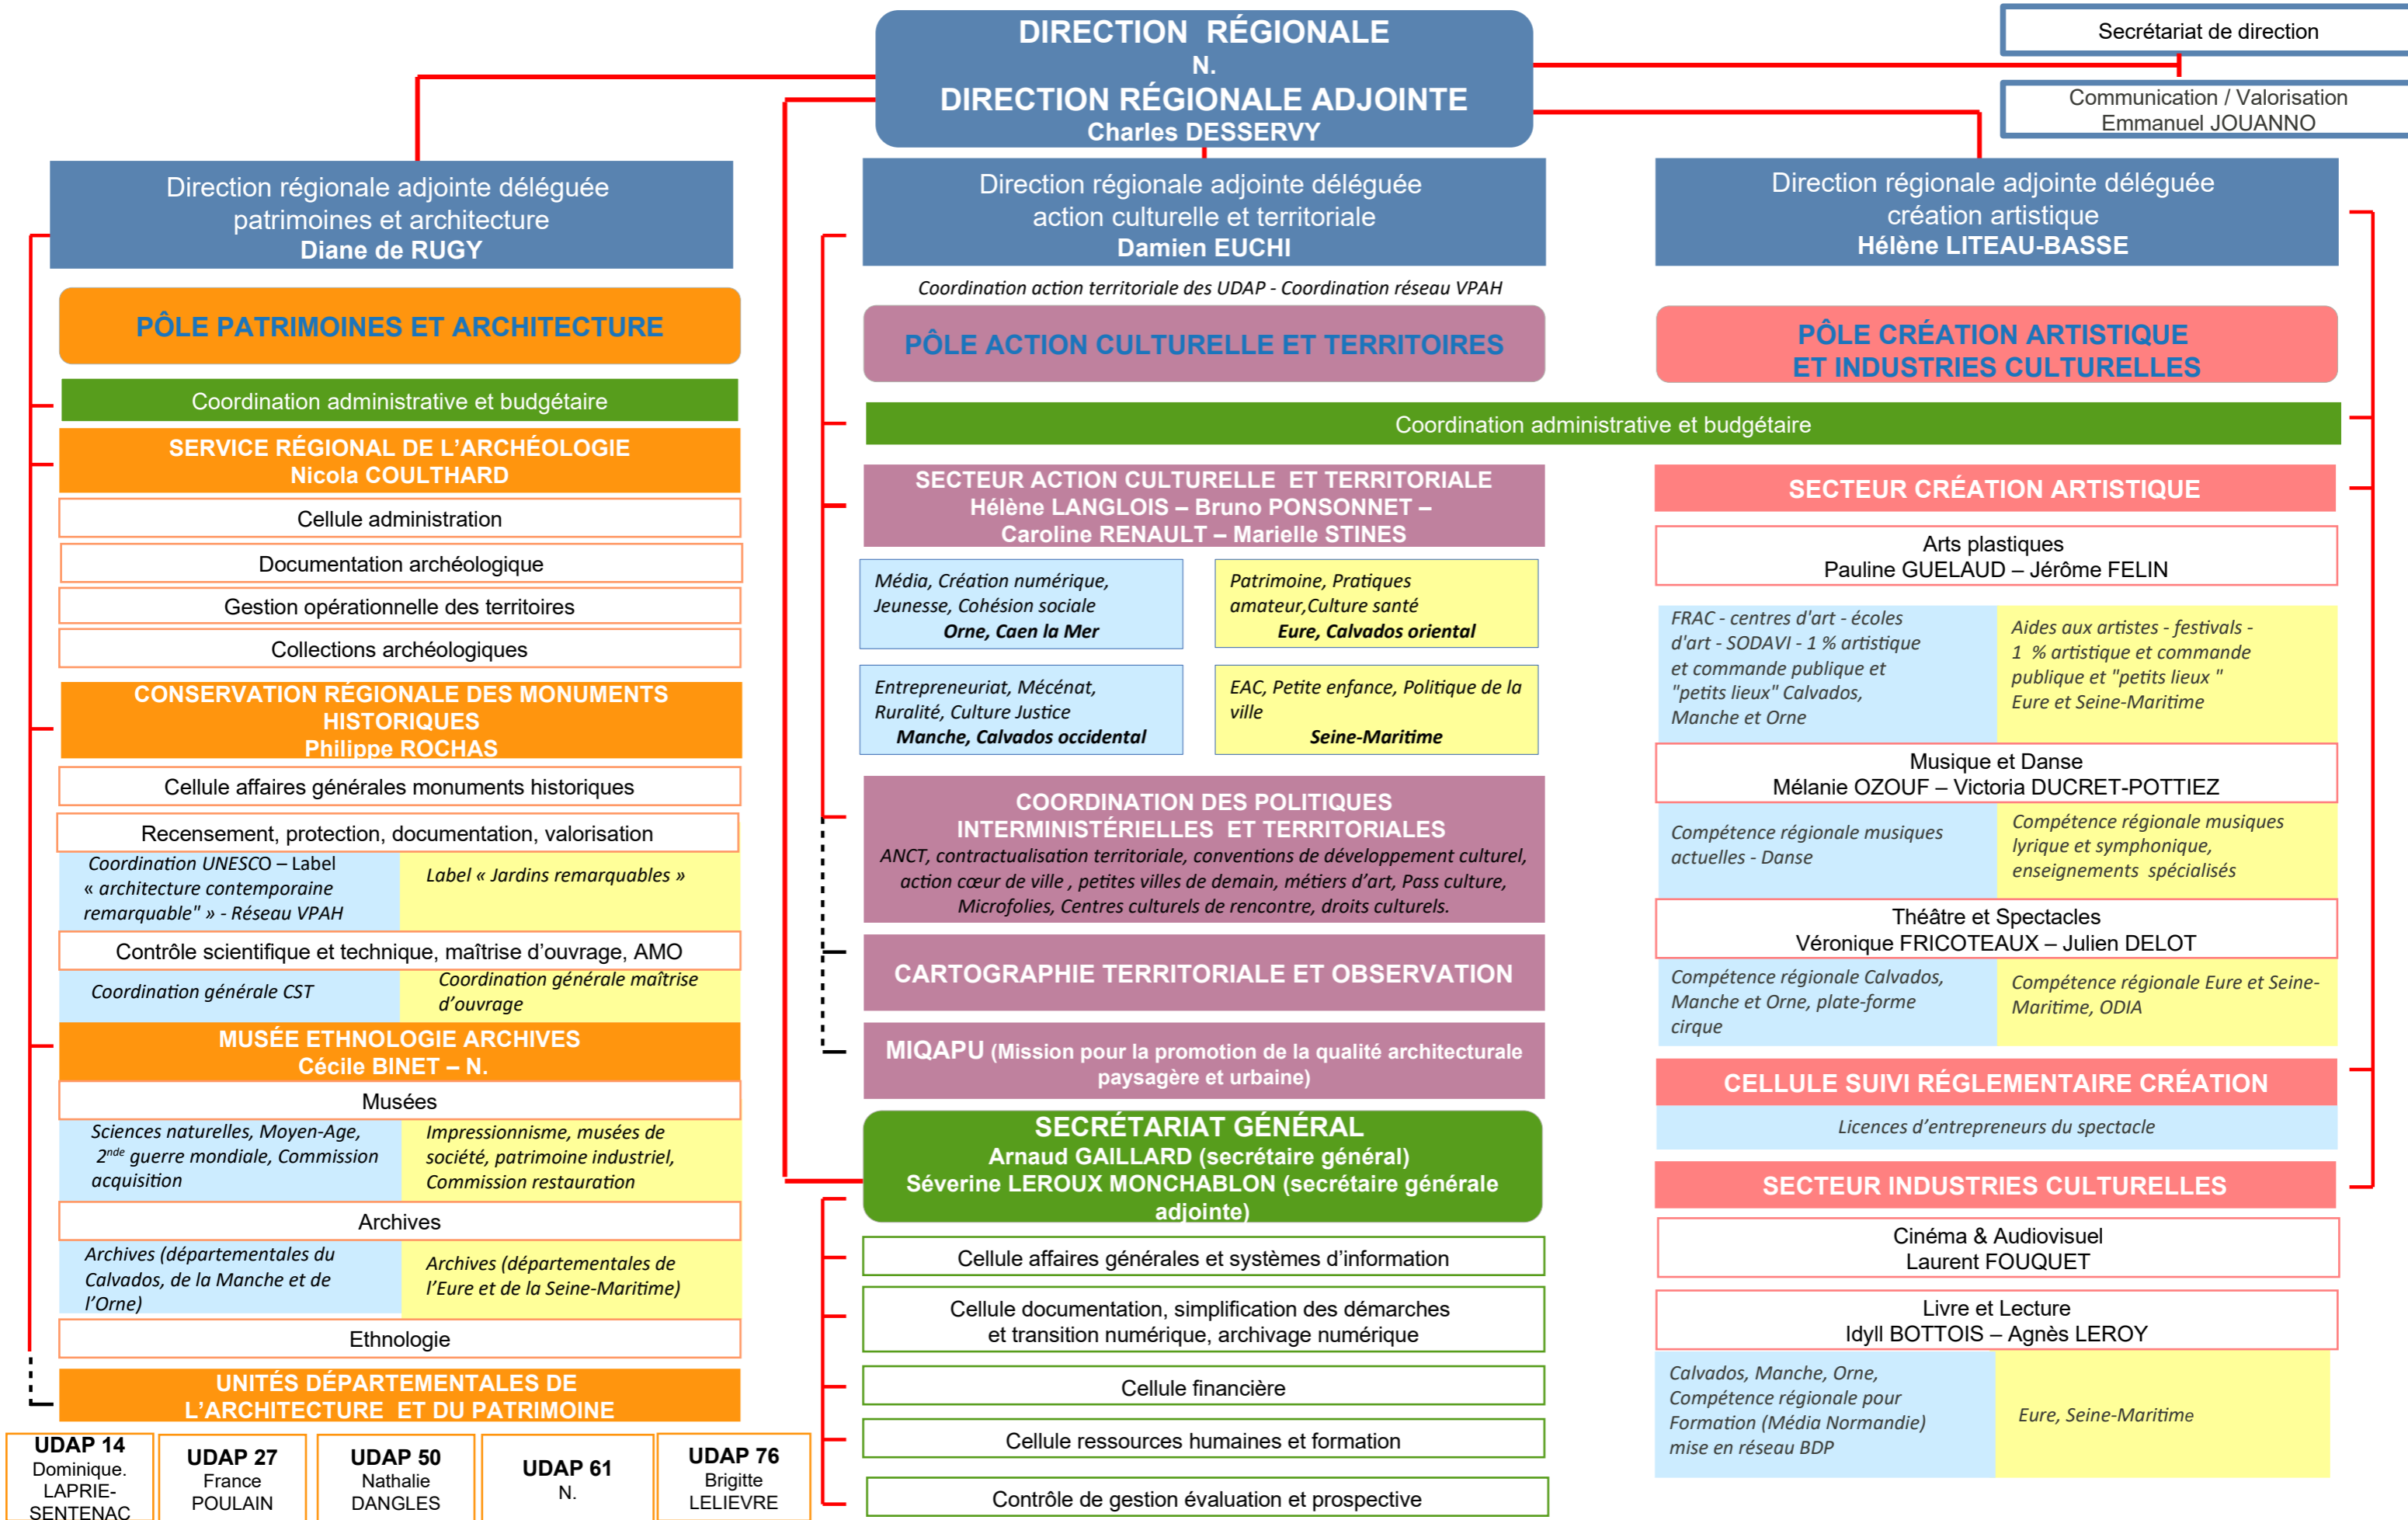 DIRECTION RÉGIONALE
N.
DIRECTION RÉGIONALE ADJOINTE
Charles DESSERVY
Secrétariat de direction
Communication / Valorisation
Emmanuel JOUANNO
Direction régionale adjointe déléguée
patrimoines et architecture
Diane de RUGY
PÔLE PATRIMOINES ET ARCHITECTURE
Coordination administrative et budgétaire
SERVICE RÉGIONAL DE L’ARCHÉOLOGIE
Nicola COULTHARD
Cellule administration
Documentation archéologique
Gestion opérationnelle des territoires
Collections archéologiques
CONSERVATION RÉGIONALE DES MONUMENTS
HISTORIQUES
Philippe ROCHAS
Cellule affaires générales monuments historiques
Recensement, protection, documentation, valorisation
Coordination UNESCO – Label
« architecture contemporaine
remarquable" » - Réseau VPAH
Label « Jardins remarquables »
Contrôle scientifique et technique, maîtrise d’ouvrage, AMO
Coordination générale CST
Coordination générale maîtrise
d’ouvrage
MUSÉE ETHNOLOGIE ARCHIVES
Cécile BINET – N.
Musées
Sciences naturelles, Moyen-Age,
2nde guerre mondiale, Commission
acquisition
Impressionnisme, musées de
société, patrimoine industriel,
Commission restauration
Archives
Archives (départementales du
Calvados, de la Manche et de
l’Orne)
Archives (départementales de
l’Eure et de la Seine-Maritime)
Ethnologie
UNITÉS DÉPARTEMENTALES DE
L’ARCHITECTURE ET DU PATRIMOINE
UDAP 14
Dominique.
LAPRIE-
SENTENAC
UDAP 27
France
POULAIN
UDAP 50
Nathalie
DANGLES
UDAP 61
N.
UDAP 76
Brigitte
LELIEVRE
Direction régionale adjointe déléguée
action culturelle et territoriale
Damien EUCHI
Coordination action territoriale des UDAP - Coordination réseau VPAH
PÔLE ACTION CULTURELLE ET TERRITOIRES
Coordination administrative et budgétaire
SECTEUR ACTION CULTURELLE ET TERRITORIALE
Hélène LANGLOIS – Bruno PONSONNET –
Caroline RENAULT – Marielle STINES
Média, Création numérique,
Jeunesse, Cohésion sociale
Orne, Caen la Mer
Patrimoine, Pratiques
amateur,Culture santé
Eure, Calvados oriental
Entrepreneuriat, Mécénat,
Ruralité, Culture Justice
Manche, Calvados occidental
EAC, Petite enfance, Politique de la
ville
Seine-Maritime
COORDINATION DES POLITIQUES
INTERMINISTÉRIELLES ET TERRITORIALES
ANCT, contractualisation territoriale, conventions de développement culturel,
action cœur de ville , petites villes de demain, métiers d’art, Pass culture,
Microfolies, Centres culturels de rencontre, droits culturels.
CARTOGRAPHIE TERRITORIALE ET OBSERVATION
MIQAPU (Mission pour la promotion de la qualité architecturale
paysagère et urbaine)
SECRÉTARIAT GÉNÉRAL
Arnaud GAILLARD (secrétaire général)
Séverine LEROUX MONCHABLON (secrétaire générale
adjointe)
Cellule affaires générales et systèmes d’information
Cellule documentation, simplification des démarches
et transition numérique, archivage numérique
Cellule financière
Cellule ressources humaines et formation
Contrôle de gestion évaluation et prospective
Direction régionale adjointe déléguée
création artistique
Hélène LITEAU-BASSE
PÔLE CRÉATION ARTISTIQUE
ET INDUSTRIES CULTURELLES
SECTEUR CRÉATION ARTISTIQUE
Arts plastiques
Pauline GUELAUD – Jérôme FELIN
FRAC - centres d'art - écoles
d'art - SODAVI - 1 % artistique
et commande publique et
"petits lieux" Calvados,
Manche et Orne
Aides aux artistes - festivals -
1 % artistique et commande
publique et "petits lieux "
Eure et Seine-Maritime
Musique et Danse
Mélanie OZOUF – Victoria DUCRET-POTTIEZ
Compétence régionale musiques
actuelles - Danse
Compétence régionale musiques
lyrique et symphonique,
enseignements spécialisés
Théâtre et Spectacles
Véronique FRICOTEAUX – Julien DELOT
Compétence régionale Calvados,
Manche et Orne, plate-forme
cirque
Compétence régionale Eure et Seine-
Maritime, ODIA
CELLULE SUIVI RÉGLEMENTAIRE CRÉATION
Licences d’entrepreneurs du spectacle
SECTEUR INDUSTRIES CULTURELLES
Cinéma & Audiovisuel
Laurent FOUQUET
Livre et Lecture
Idyll BOTTOIS – Agnès LEROY
Calvados, Manche, Orne,
Compétence régionale pour
Formation (Média Normandie)
mise en réseau BDP
Eure, Seine-Maritime